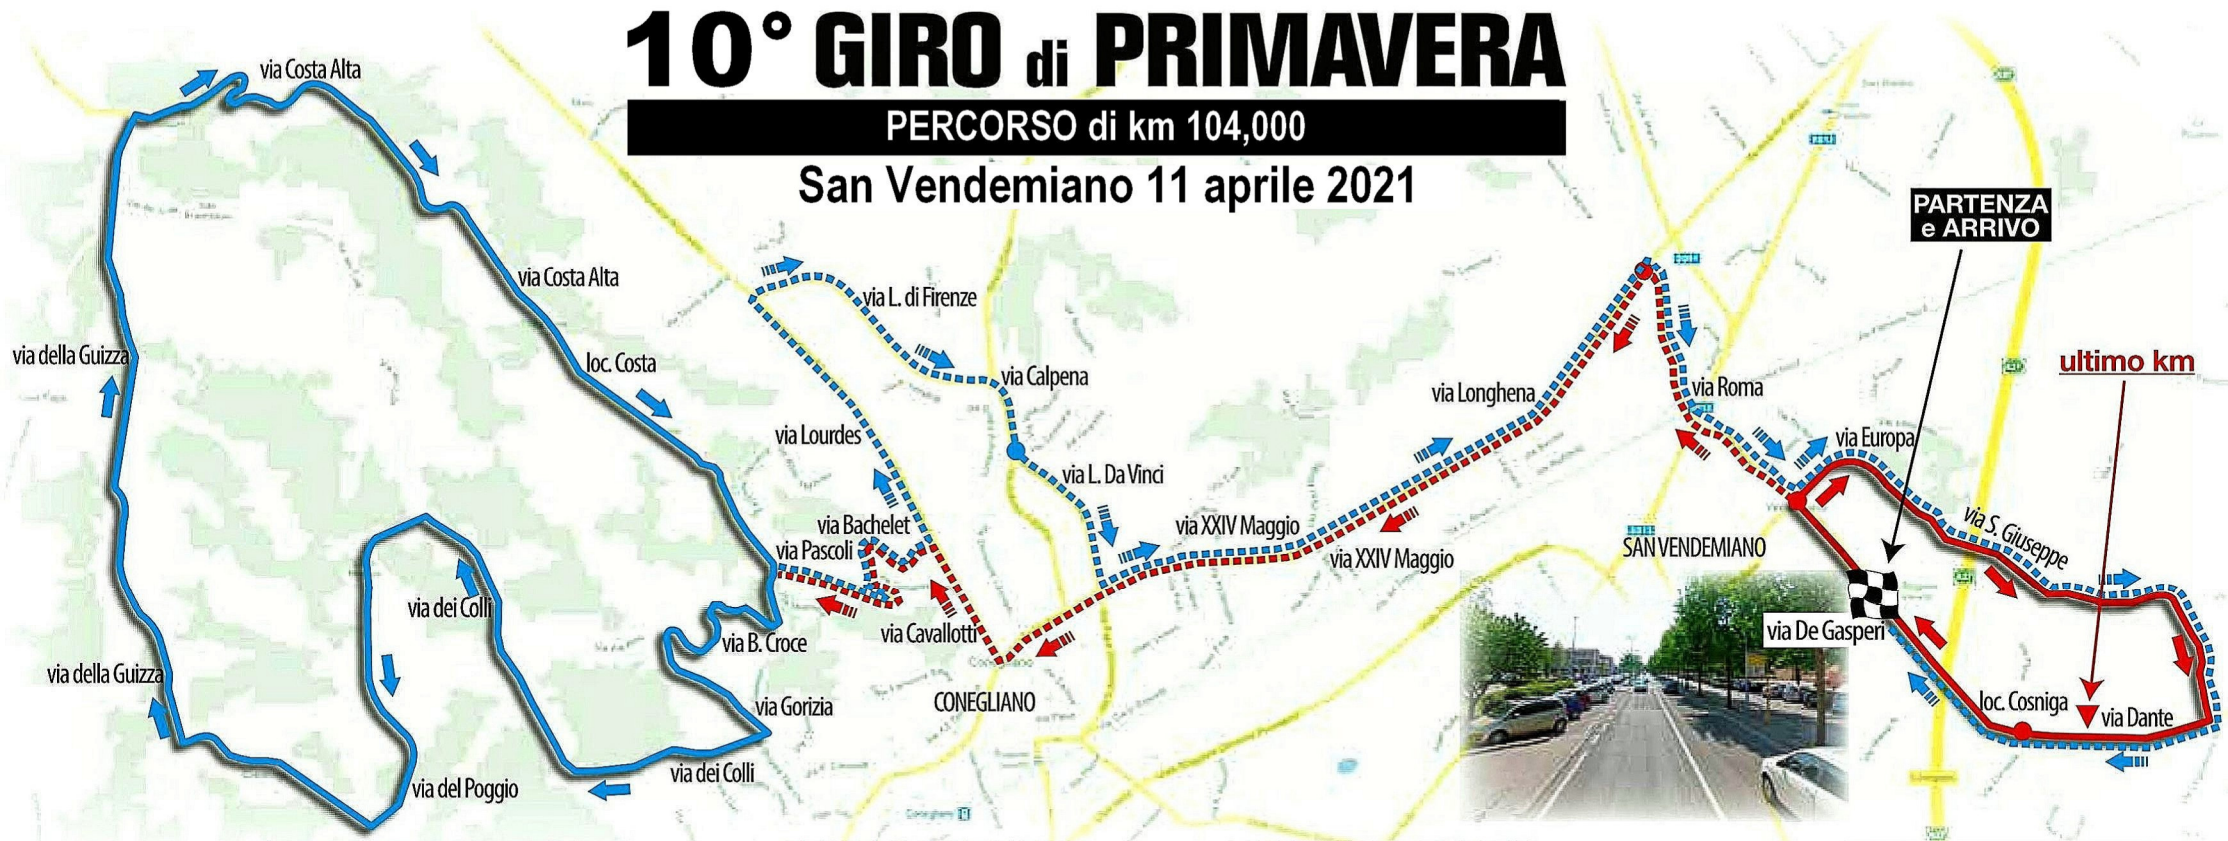 10° GIRO di PRIMAVERA
PERCORSO di km 104,000
San Vendemiano 11 aprile 2021
via Costa Alta
PARTENZA
e ARRIVO
via Costa Alta
via L. di Firenze
via della Guizza
loc. Costa
via Calpena
ultimo km
via Longhena
via Roma
via Lourdes
via Europa
via L. Da Vinci
via Bachelet
via XXIV Maggio
via S. Giuseppe
via Pascoli
SAN VENDEMIANO
via XXIV Maggio
via dei Colli
via Cavallotti
via De Gasperi
via B. Croce
via della Guizza
CONEGLIANO
via Gorizia
loc. Cosniga
via Dante
via dei Colli
via del Poggio